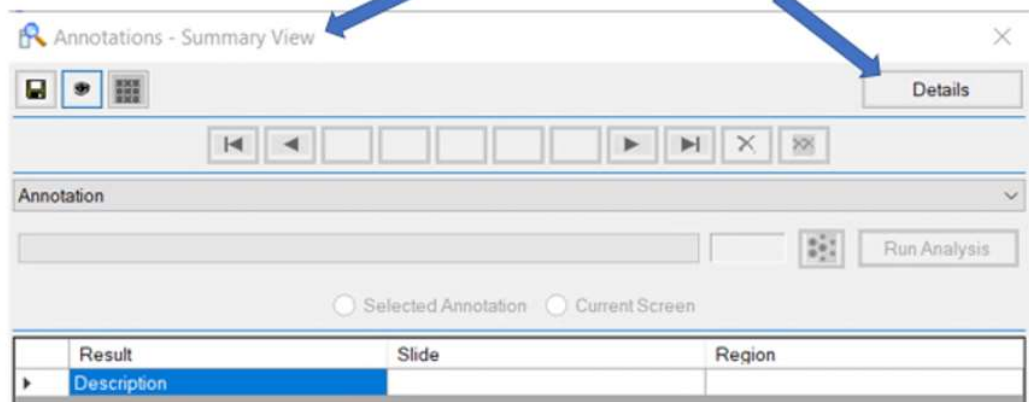 Annotations - Summary View
Details
Annotation
Run Analysis
Selected Annotation Current Screen
Result Slide Region
Description